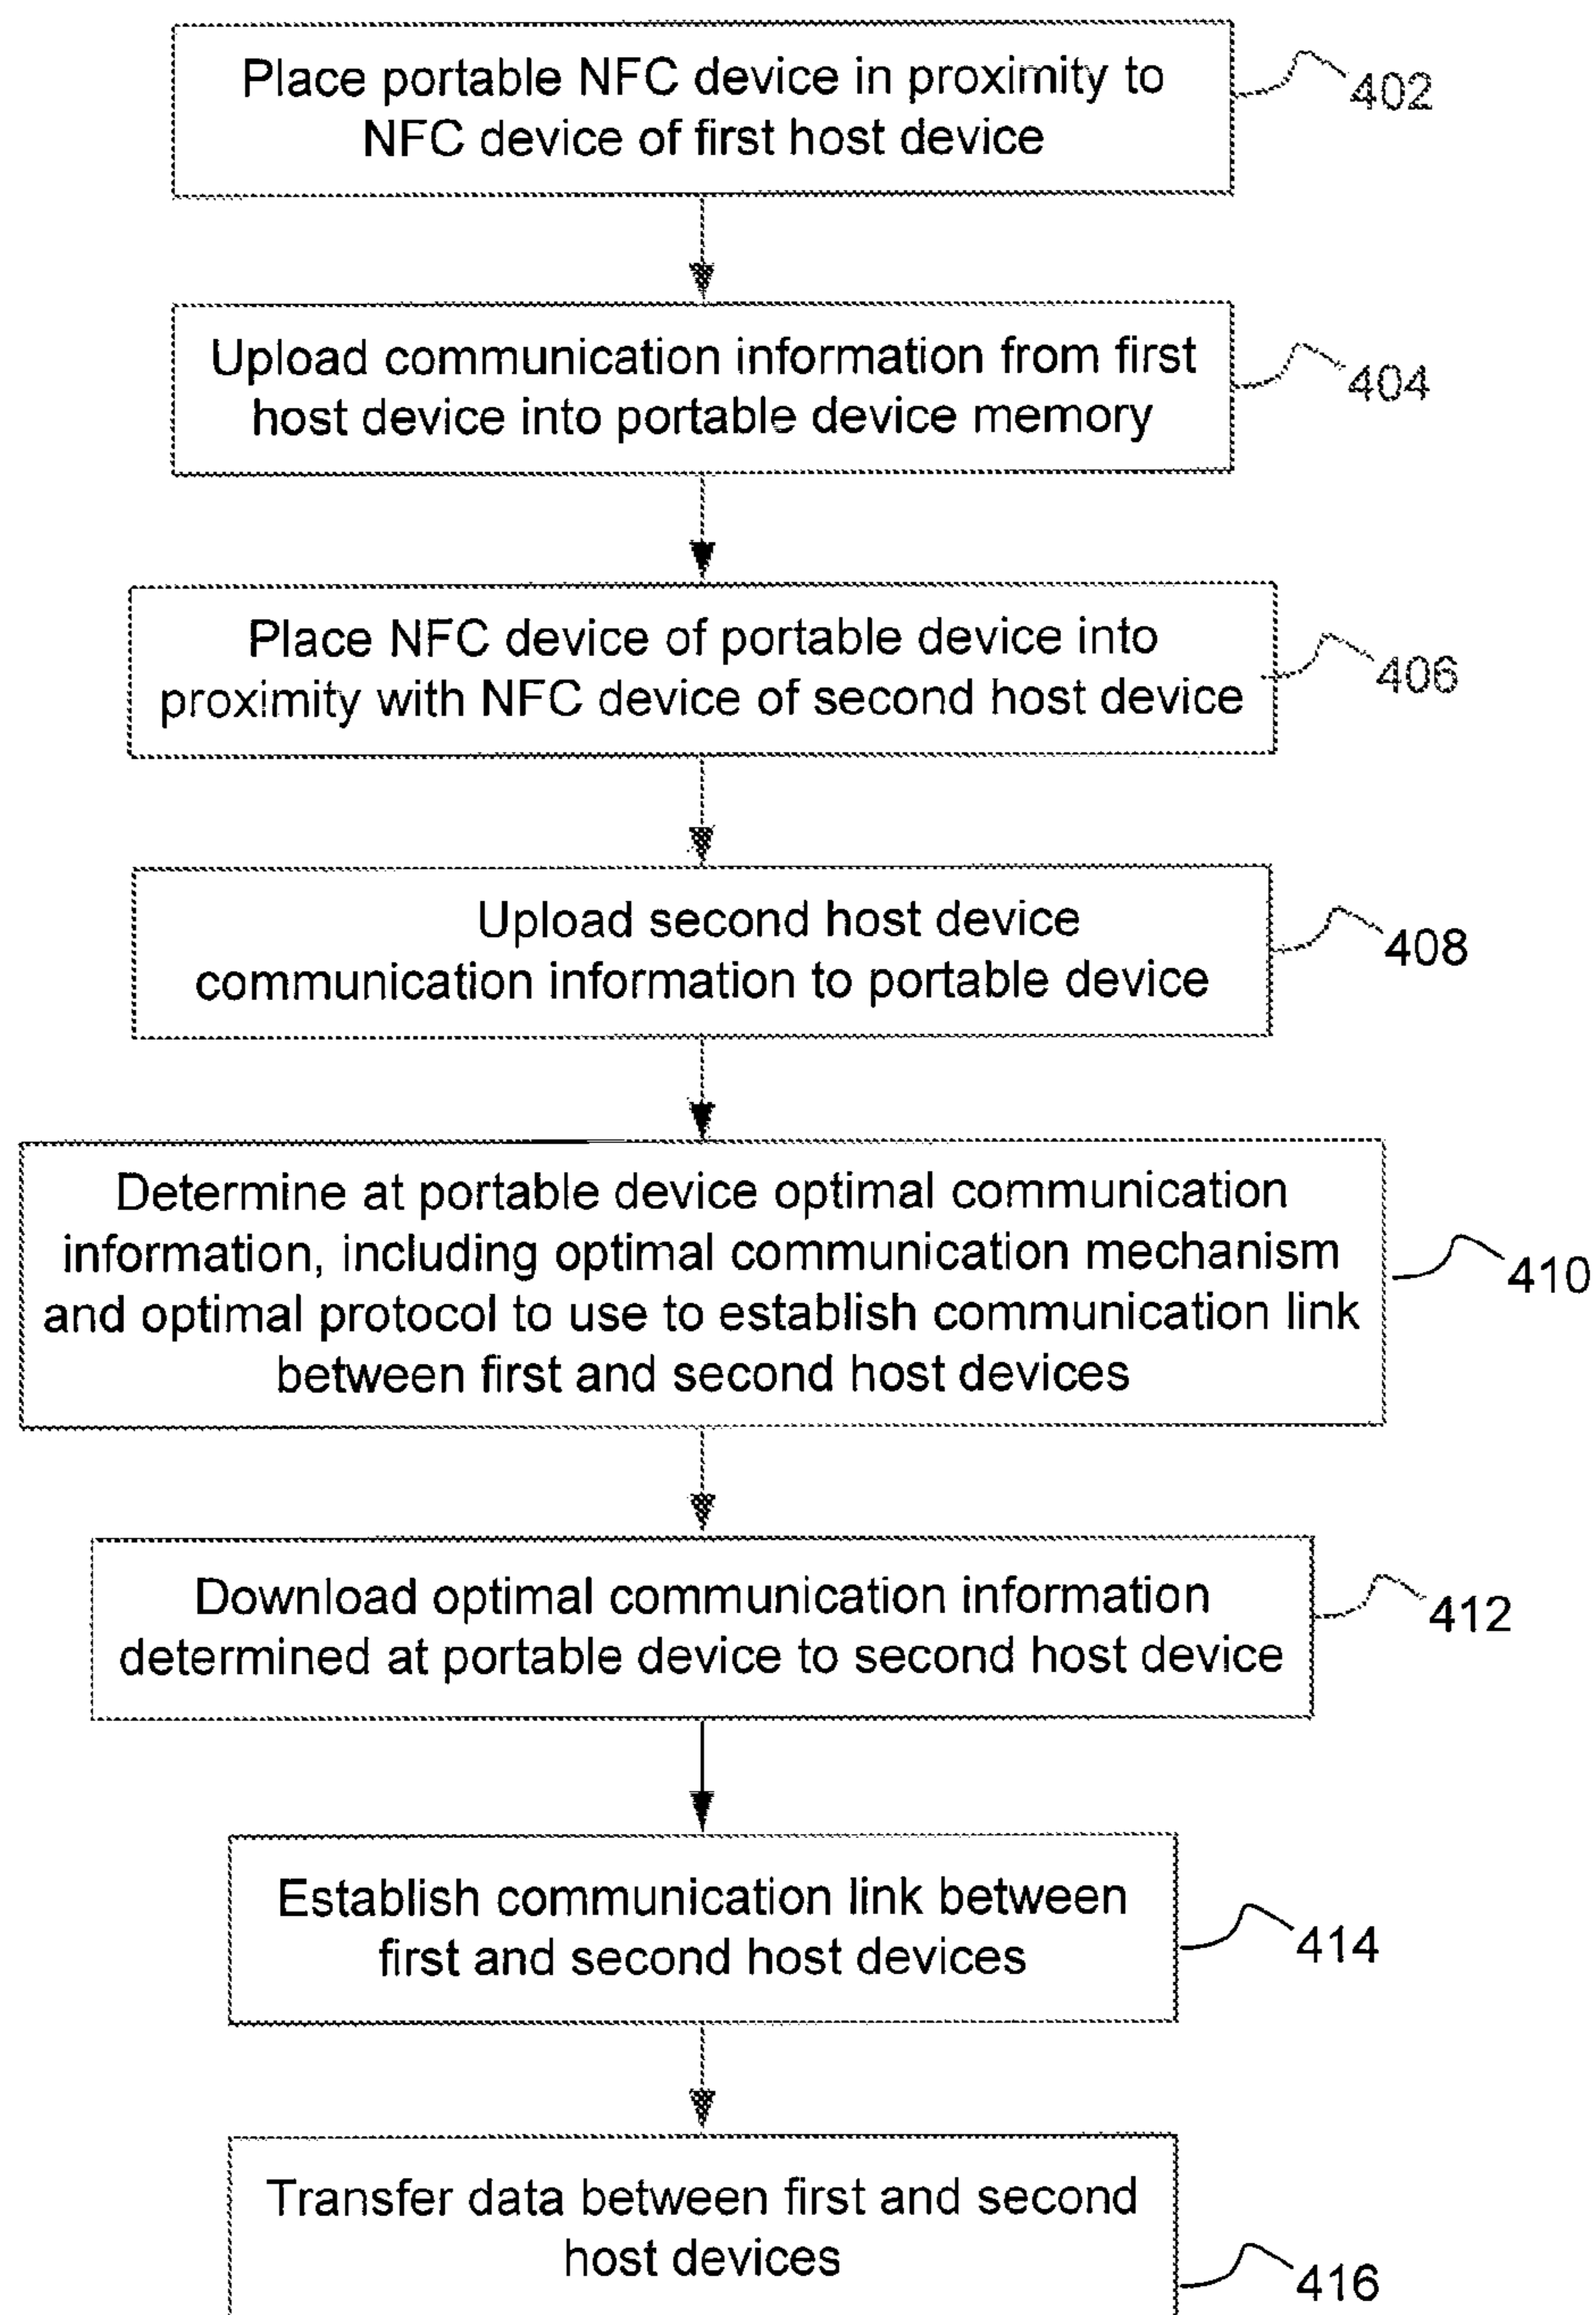 Place portable NFC device in proximity to
NFC device of first host device
402
Upload communication information from first
host device into portable device memory
404
Place NFC device of portable device into
proximity with NFC device of second host device
406
Upload second host device
communication information to portable device
408
Determine at portable device optimal communication
information, including optimal communication mechanism
and optimal protocol to use to establish communication link
between first and second host devices
410
Download optimal communication information
determined at portable device to second host device
412
Establish communication link between
first and second host devices
414
Transfer data between first and second
host devices
416